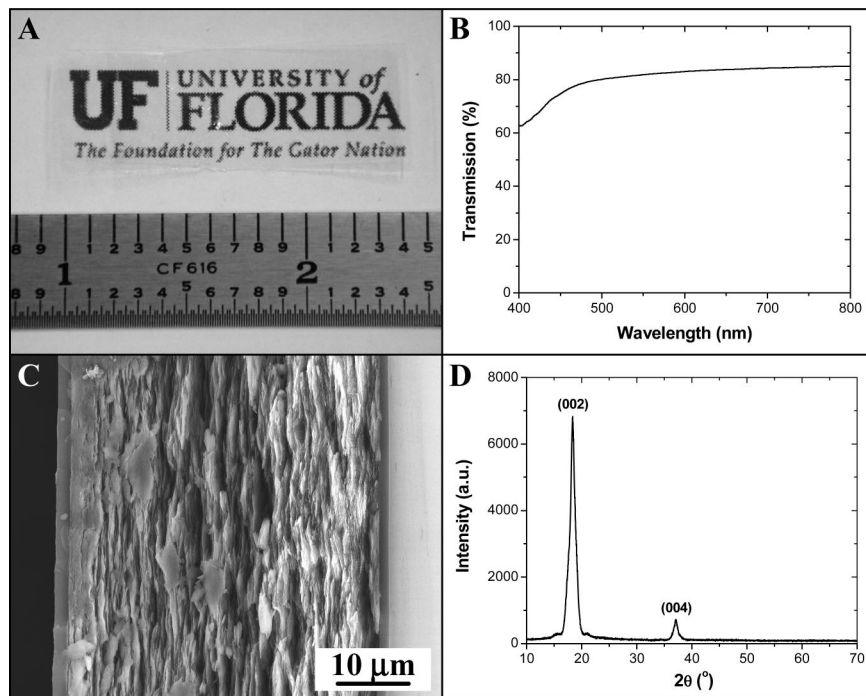 A
UF UNIVERSITY of
FLORIDA
The Foundation for The Gator Nation
8 9 1 2 3 4 5 6 7 8 9 1 2 3 4 5
1 CF616 2
8 9 1 2 3 4 5 6 7 8 9 1 2 3 4 5
B
100
80
60
40
20
0
Transmission (%)
400 500 600 700 800
Wavelength (nm)
C
10 μm
D
8000
6000
4000
2000
0
Intensity (a.u.)
(002)
(004)
10 20 30 40 50 60 70
2θ (°)